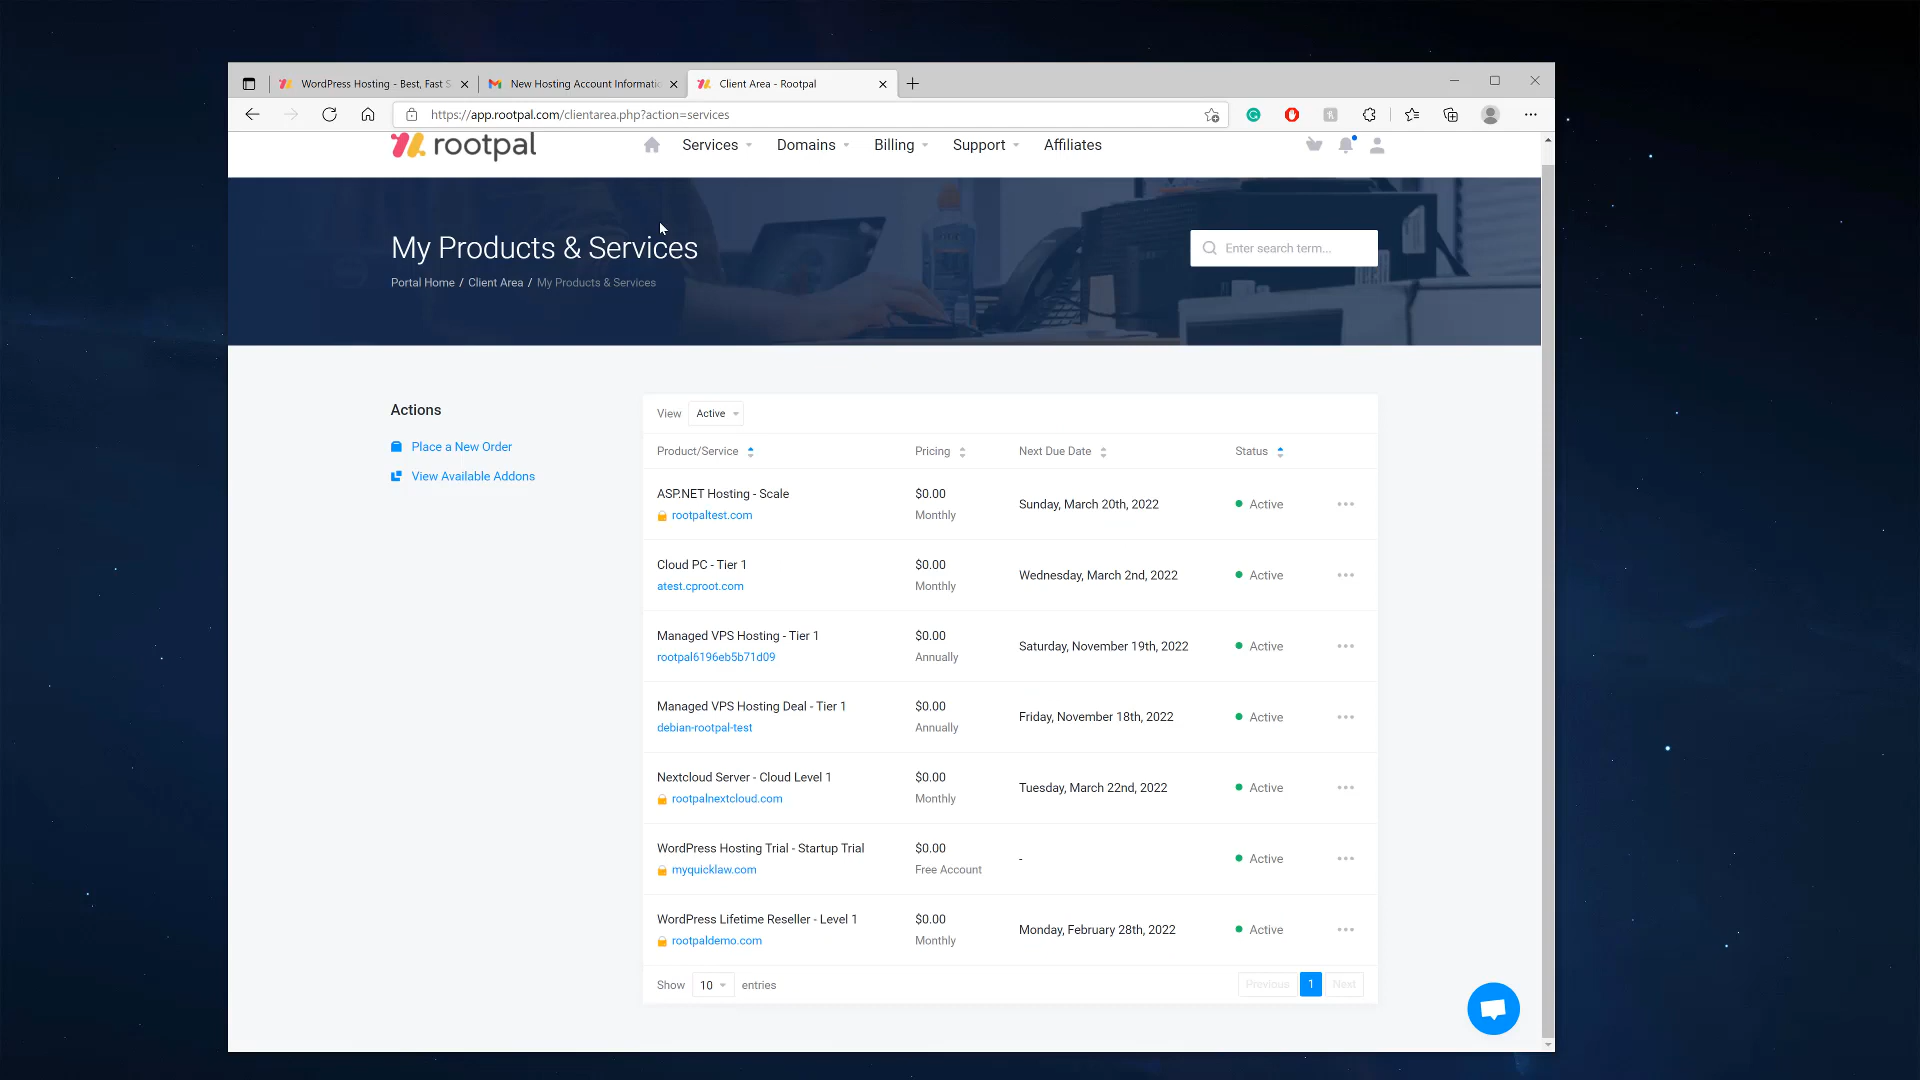 WordPress Hosting - Best, Fast S
New Hosting Account Informatio
Client Area - Rootpal
https://app.rootpal.com/clientarea.php?action=services
rootpal
Services
Domains
Billing
Support
Affiliates
My Products & Services
Portal Home / Client Area / My Products & Services
Enter search term...
Actions
Place a New Order
View Available Addons
View Active
Product/Service Pricing Next Due Date Status
ASP.NET Hosting - Scale
rootpaltest.com
$0.00
Monthly
Sunday, March 20th, 2022
Active
Cloud PC - Tier 1
atest.cproot.com
$0.00
Monthly
Wednesday, March 2nd, 2022
Active
Managed VPS Hosting - Tier 1
rootpal6196eb5b71d09
$0.00
Annually
Saturday, November 19th, 2022
Active
Managed VPS Hosting Deal - Tier 1
debian-rootpal-test
$0.00
Annually
Friday, November 18th, 2022
Active
Nextcloud Server - Cloud Level 1
rootpalnextcloud.com
$0.00
Monthly
Tuesday, March 22nd, 2022
Active
WordPress Hosting Trial - Startup Trial
myquicklaw.com
$0.00
Free Account
-
Active
WordPress Lifetime Reseller - Level 1
rootpaldemo.com
$0.00
Monthly
Monday, February 28th, 2022
Active
Show 10 entries
Previous 1 Next